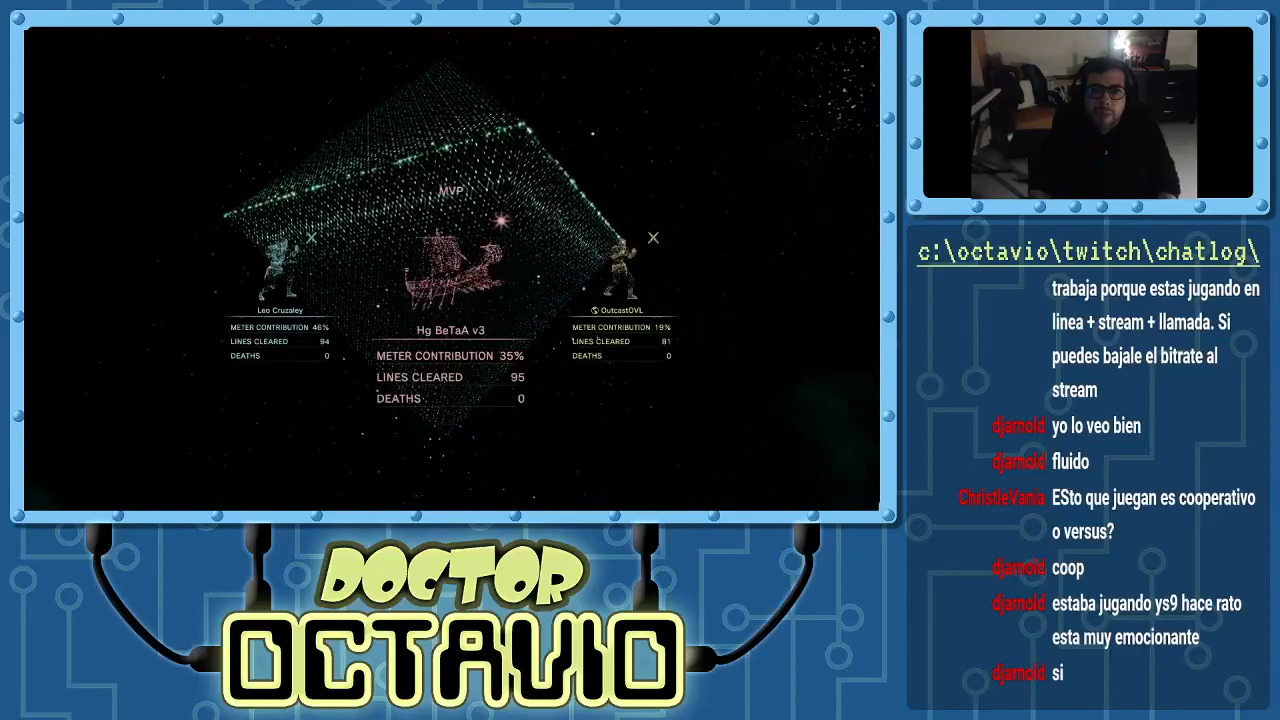 MVP
Leo Cruzaley
METER CONTRIBUTION 46%
LINES CLEARED 94
DEATHS 0
Hg BeTaA v3
METER CONTRIBUTION 35%
LINES CLEARED 95
DEATHS 0
OutcastOVL
METER CONTRIBUTION 19%
LINES CLEARED 81
DEATHS 0
DOCTOR
OCTAVIO
c:\octavio\twitch\chatlog\
trabaja porque estas jugando en
linea + stream + llamada. Si
puedes bajale el bitrate al
stream
djarnold yo lo veo bien
djarnold fluido
ChristleVania ESto que juegan es cooperativo
o versus?
djarnold coop
djarnold estaba jugando ys9 hace rato
esta muy emocionante
djarnold si